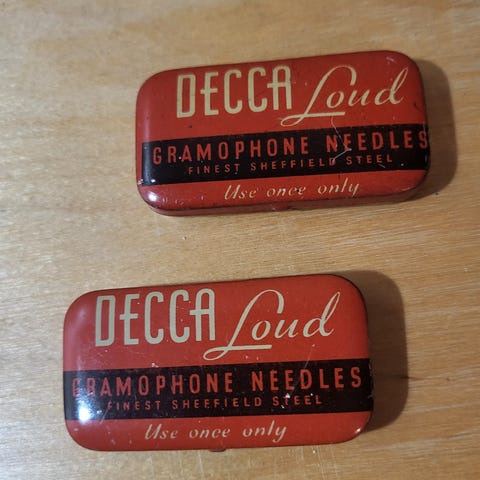 DECCA Loud
GRAMOPHONE NEEDLES
FINEST SHEFFIELD STEEL
Use once only
DECCA Loud
GRAMOPHONE NEEDLES
FINEST SHEFFIELD STEEL
Use once only